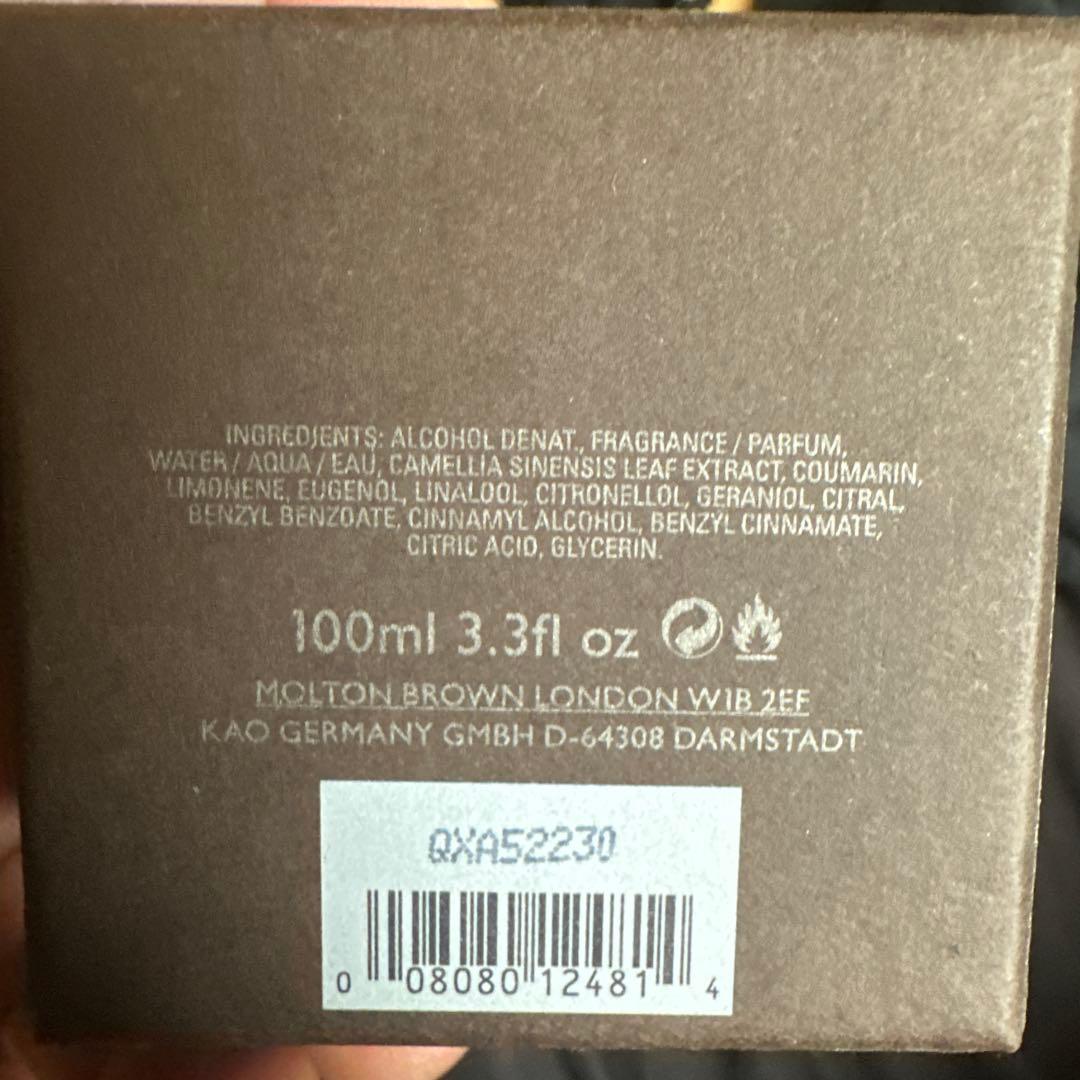 INGREDIENTS: ALCOHOL DENAT., FRAGRANCE / PARFUM,
WATER / AQUA / EAU, CAMELLIA SINENSIS LEAF EXTRACT, COUMARIN,
LIMONENE, EUGENOL, LINALOOL, CITRONELLOL, GERANIOL, CITRAL,
BENZYL BENZOATE, CINNAMYL ALCOHOL, BENZYL CINNAMATE,
CITRIC ACID, GLYCERIN.
100ml 3.3fl oz
MOLTON BROWN LONDON W1B 2EF
KAO GERMANY GMBH D-64308 DARMSTADT
QXA52230
0 08080 12481 4